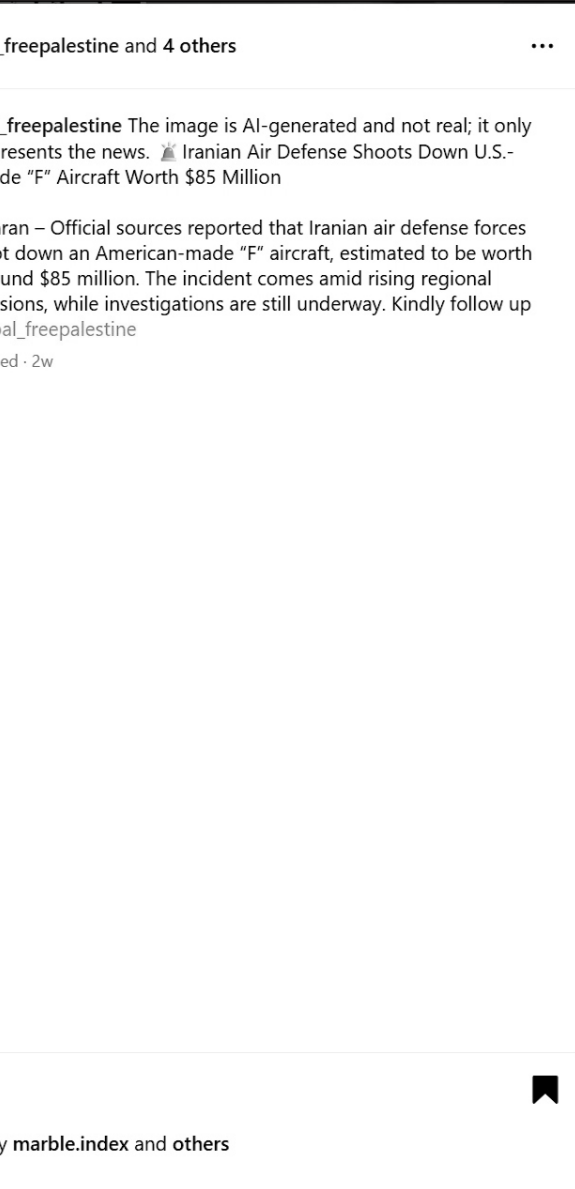 _freepalestine and 4 others
_freepalestine The image is AI-generated and not real; it only
resents the news. 🚨 Iranian Air Defense Shoots Down U.S.-
de “F” Aircraft Worth $85 Million
ran – Official sources reported that Iranian air defense forces
t down an American-made “F” aircraft, estimated to be worth
und $85 million. The incident comes amid rising regional
sions, while investigations are still underway. Kindly follow up
al_freepalestine
ed · 2w
y marble.index and others